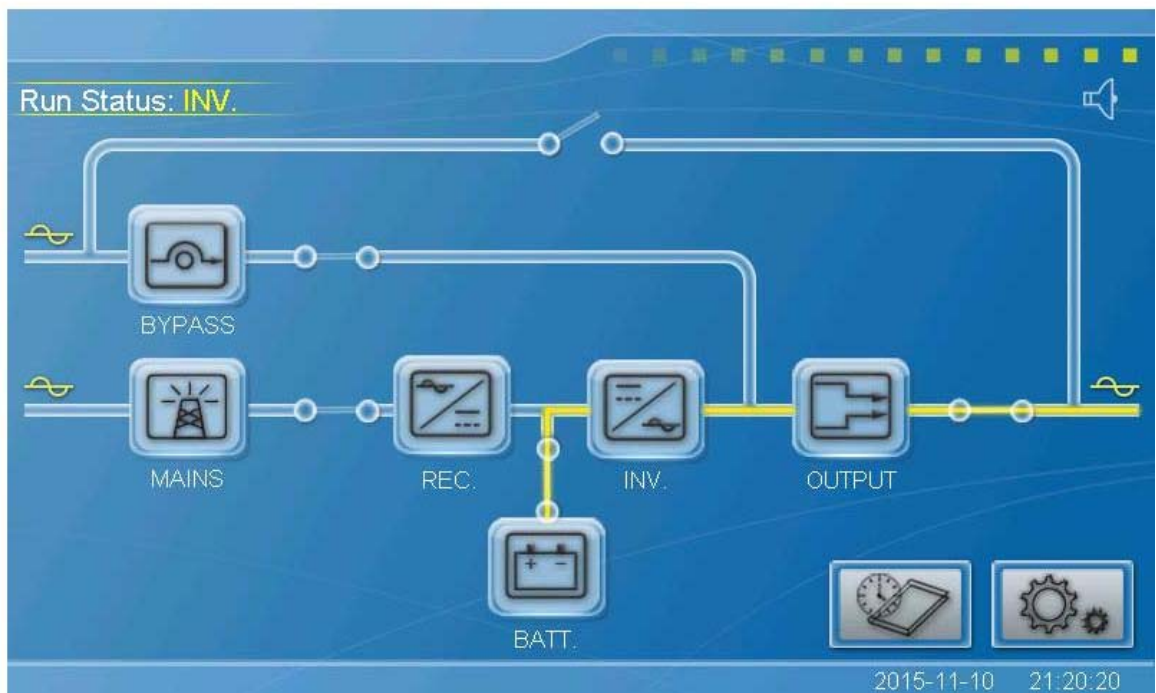 Run Status: INV.
BYPASS
MAINS
REC.
INV.
OUTPUT
BATT.
2015-11-10 21:20:20